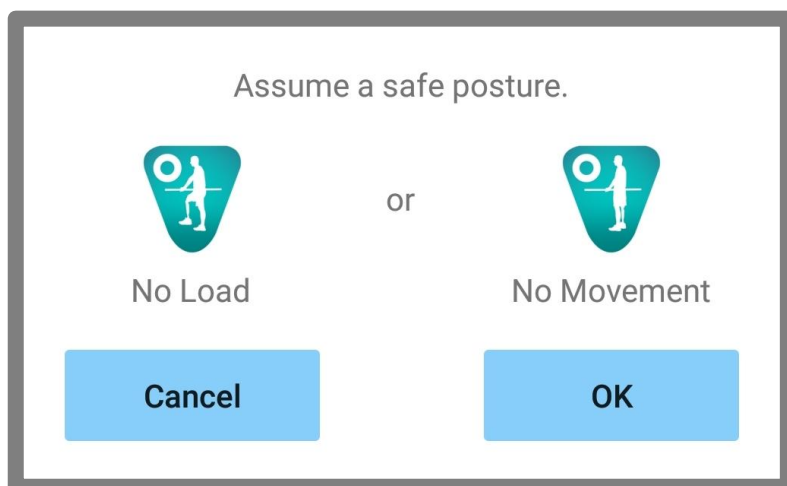 Assume a safe posture.
or
No Load
No Movement
Cancel
OK